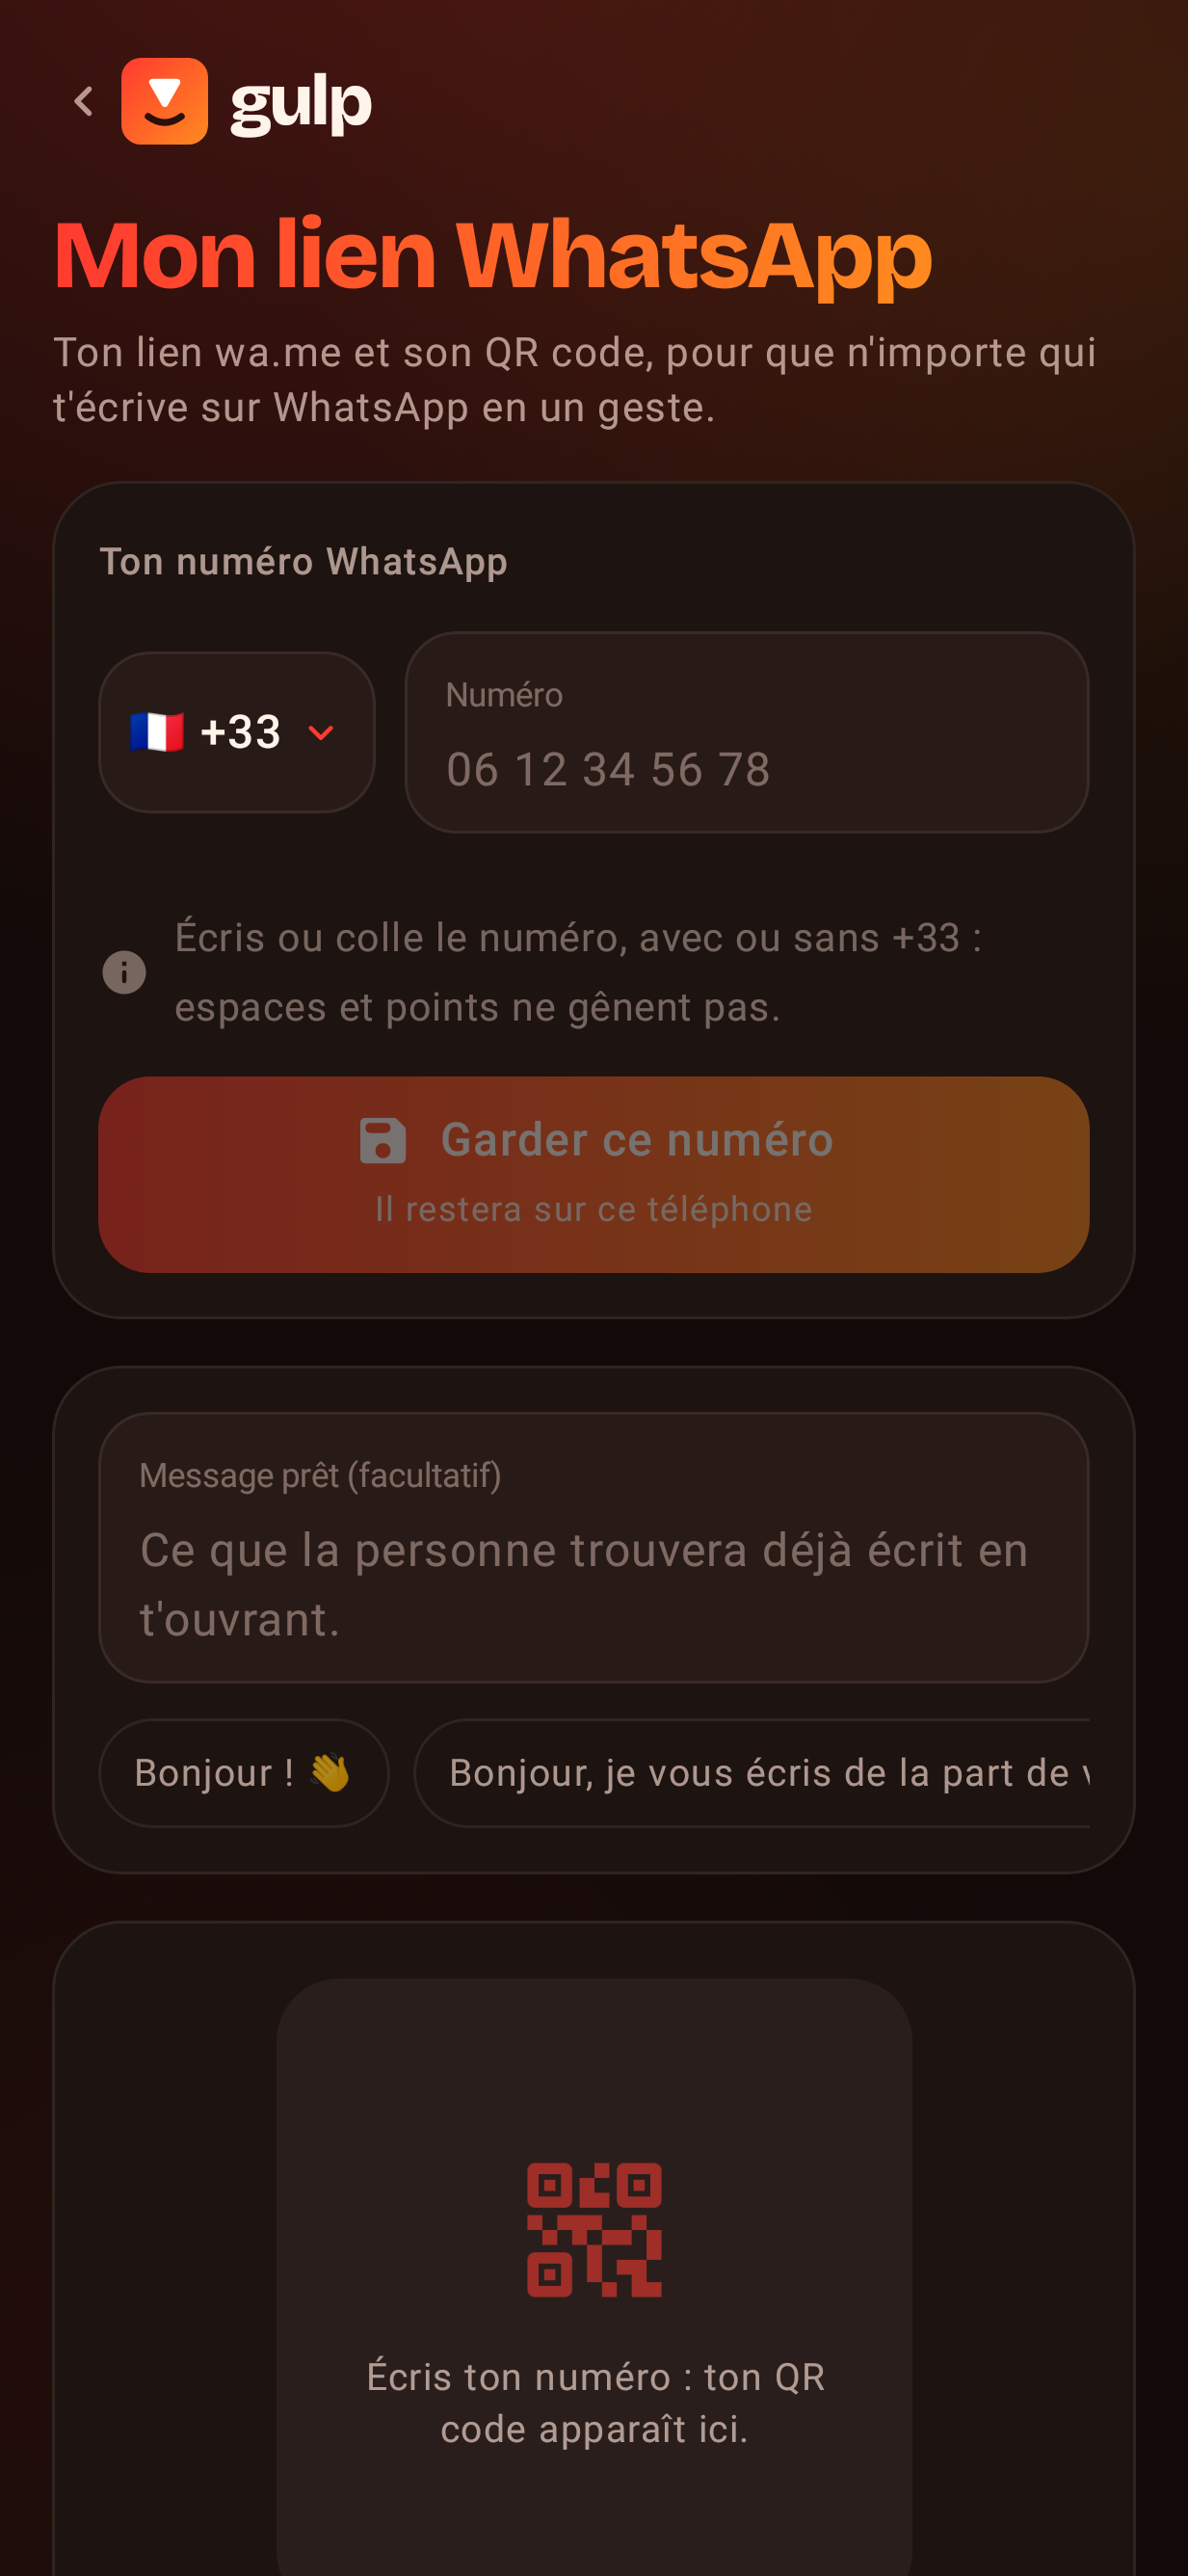 gulp
Mon lien WhatsApp
Ton lien wa.me et son QR code, pour que n'importe qui
t'écrive sur WhatsApp en un geste.
Ton numéro WhatsApp
+33
Numéro
06 12 34 56 78
Écris ou colle le numéro, avec ou sans +33 :
espaces et points ne gênent pas.
Garder ce numéro
Il restera sur ce téléphone
Message prêt (facultatif)
Ce que la personne trouvera déjà écrit en
t'ouvrant.
Bonjour ! 👋
Bonjour, je vous écris de la part de
Écris ton numéro : ton QR
code apparaît ici.